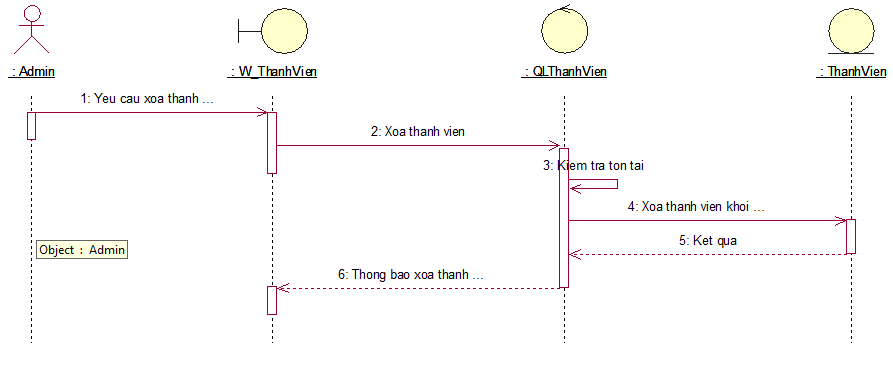 : Admin
: W_ThanhVien
: QLThanhVien
: ThanhVien
1: Yeu cau xoa thanh ...
2: Xoa thanh vien
3: Kiem tra ton tai
4: Xoa thanh vien khoi ...
5: Ket qua
Object : Admin
6: Thong bao xoa thanh ...